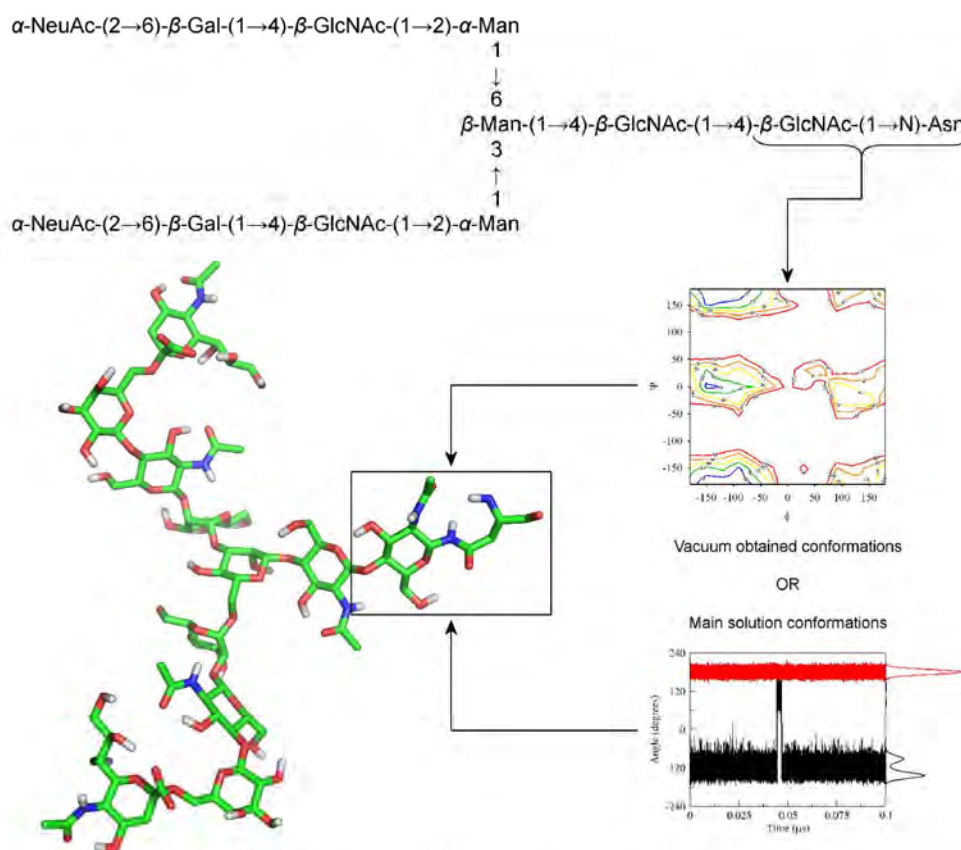 α-NeuAc-(2→6)-β-Gal-(1→4)-β-GlcNAc-(1→2)-α-Man
1
↓
6
β-Man-(1→4)-β-GlcNAc-(1→4)-β-GlcNAc-(1→N)-Asn
3
↑
1
α-NeuAc-(2→6)-β-Gal-(1→4)-β-GlcNAc-(1→2)-α-Man
150
100
50
Ψ
0
-50
-100
-150
-150 -100 -50 0 50 100 150
ϕ
Vacuum obtained conformations
OR
Main solution conformations
240
120
0
-120
-240
Angle (degrees)
0 0.025 0.05 0.075 0.1
Time (μs)